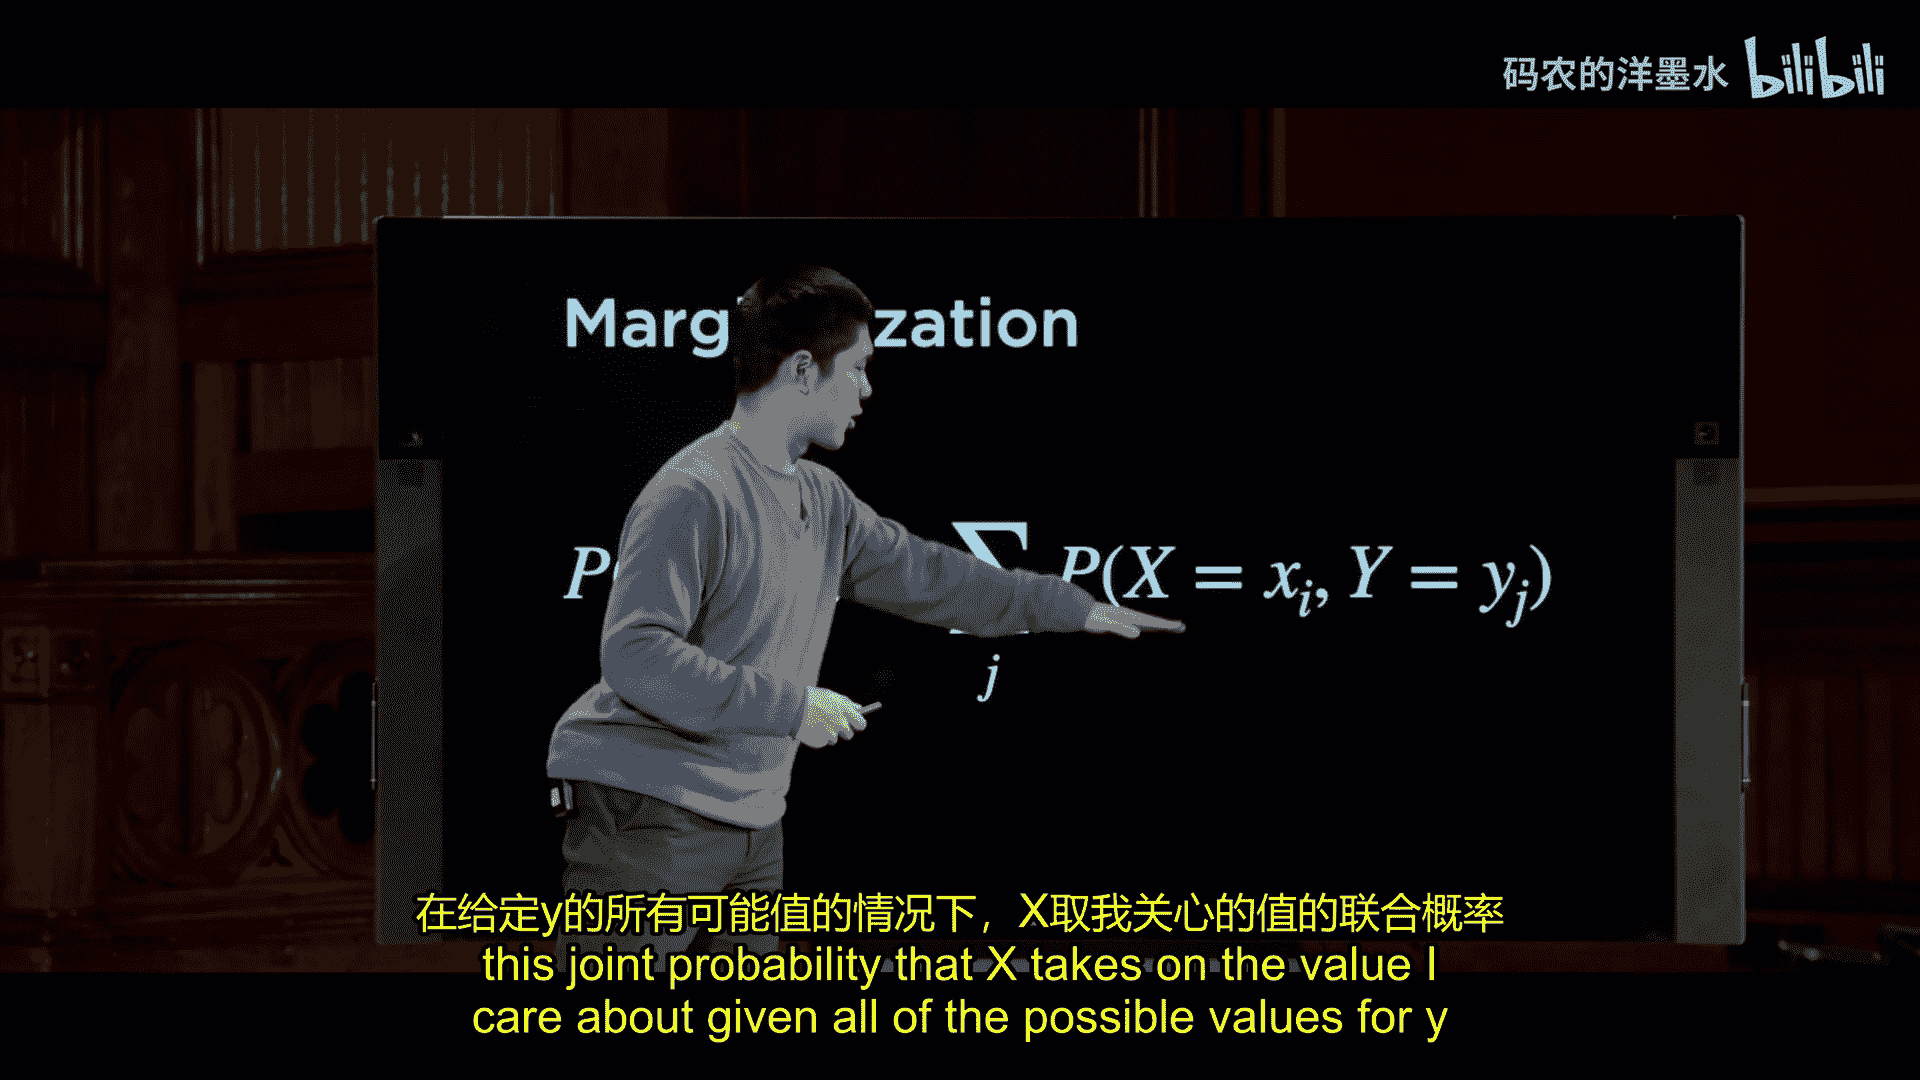 码农的洋墨水 bilibili
Marg zation
P Σ P(X = xᵢ, Y = yⱼ)
j
在给定y的所有可能值的情况下，X取我关心的值的联合概率
this joint probability that X takes on the value I
care about given all of the possible values for y